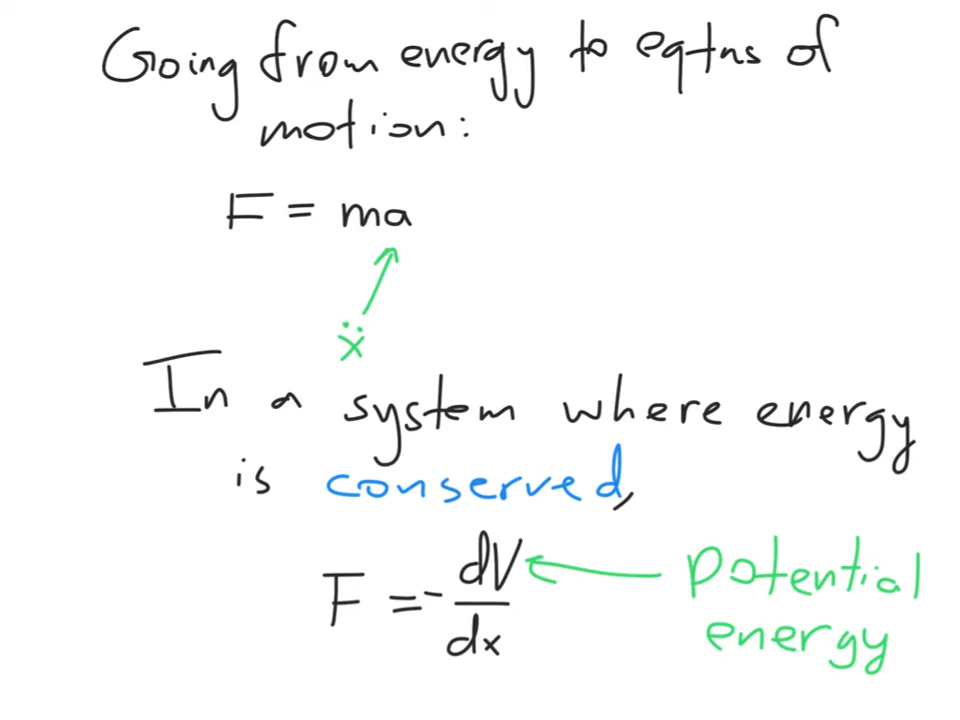 Going from energy to eqtns of
motion:
F = ma
ẍ
In a system where energy
is conserved,
F = - dV/dx
potential
energy